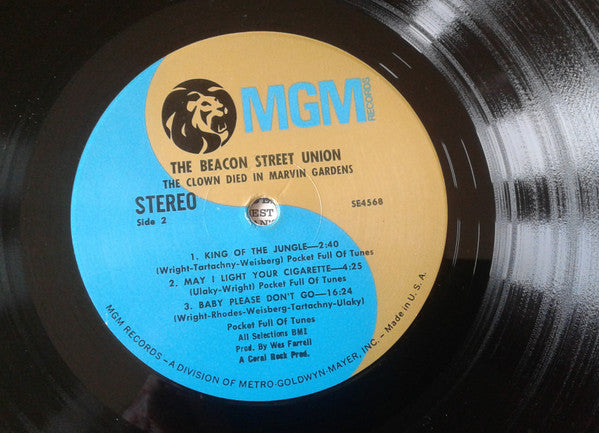 MGM
RECORDS
THE BEACON STREET UNION
THE CLOWN DIED IN MARVIN GARDENS
STEREO
Side 2
SE4568
EST
1. KING OF THE JUNGLE—2:40
(Wright-Tartachny-Weisberg) Pocket Full Of Tunes
2. MAY I LIGHT YOUR CIGARETTE—4:25
(Ulaky-Wright) Pocket Full Of Tunes
3. BABY PLEASE DON'T GO—16:24
(Wright-Rhodes-Weisberg-Tartachny-Ulaky)
Pocket Full Of Tunes
All Selections BMI
Prod. By Wes Farrell
A Coral Rock Prod.
MGM RECORDS—A DIVISION OF METRO-GOLDWYN-MAYER, INC.—Made in U.S.A.